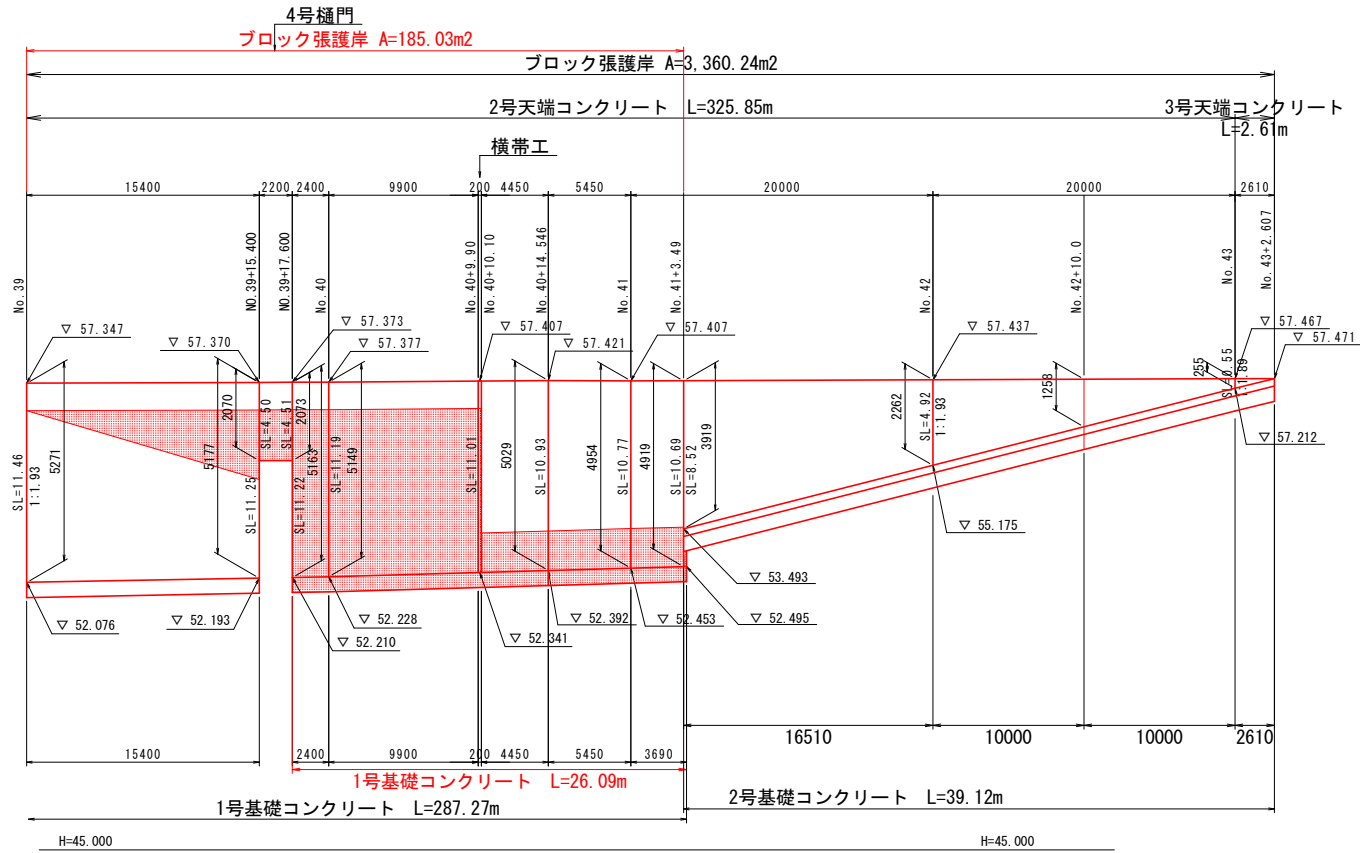 4号樋門
ブロック張護岸 A=185.03m2
ブロック張護岸 A=3,360.24m2
2号天端コンクリート L=325.85m
3号天端コンクリート
L=2.61m
横帯工
15400
2200
2400
9900
200
4450
5450
20000
20000
2610
No.39
NO.39+15.400
NO.39+17.600
No.40
No.40+9.90
No.40+10.10
No.40+14.546
No.41
No.41+3.49
No.42
No.42+10.0
No.43
No.43+2.607
▽ 57.347
▽ 57.370
▽ 57.373
▽ 57.377
▽ 57.407
▽ 57.421
▽ 57.407
▽ 57.437
▽ 57.467
▽ 57.471
SL=11.46
1:1.93
5271
5177
2070
SL=11.25
SL=4.50
SL=4.51
2073
SL=11.22
5163
SL=11.19
5149
SL=11.01
5029
SL=10.93
4954
SL=10.77
4919
SL=10.69
SL=8.52
3919
2262
SL=4.92
1:1.93
1258
255
SL=0.55
1:1.89
▽ 57.212
▽ 55.175
▽ 53.493
▽ 52.076
▽ 52.193
▽ 52.228
▽ 52.210
▽ 52.341
▽ 52.392
▽ 52.453
▽ 52.495
16510
10000
10000
2610
15400
2400
9900
200
4450
5450
3690
1号基礎コンクリート L=26.09m
1号基礎コンクリート L=287.27m
2号基礎コンクリート L=39.12m
H=45.000
H=45.000